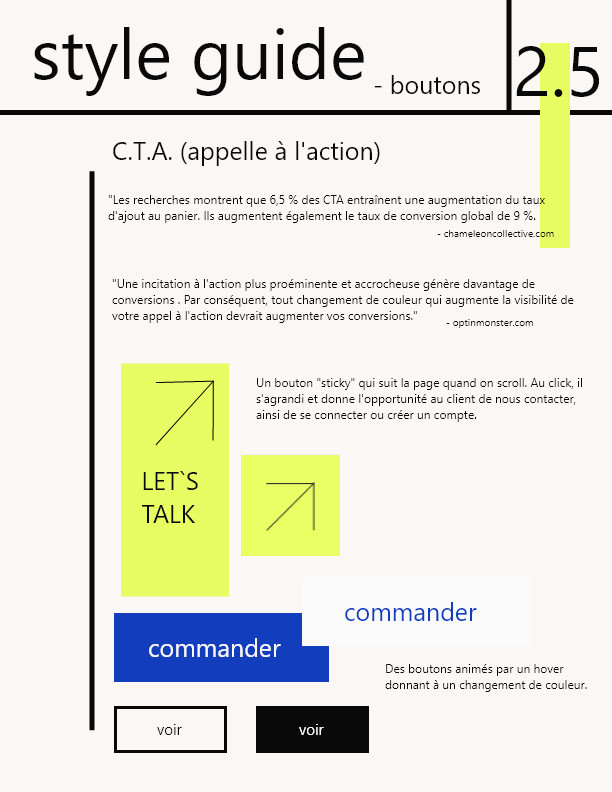 style guide - boutons
2.5
C.T.A. (appelle à l'action)
"Les recherches montrent que 6,5 % des CTA entraînent une augmentation du taux
d'ajout au panier. Ils augmentent également le taux de conversion global de 9 %.
- chameleoncollective.com
"Une incitation à l'action plus proéminente et accrocheuse génère davantage de
conversions . Par conséquent, tout changement de couleur qui augmente la visibilité de
votre appel à l'action devrait augmenter vos conversions."
- optinmonster.com
Un bouton "sticky" qui suit la page quand on scroll. Au click, il
s'agrandi et donne l'opportunité au client de nous contacter,
ainsi de se connecter ou créer un compte.
LET`S
TALK
commander
commander
Des boutons animés par un hover
donnant à un changement de couleur.
voir
voir